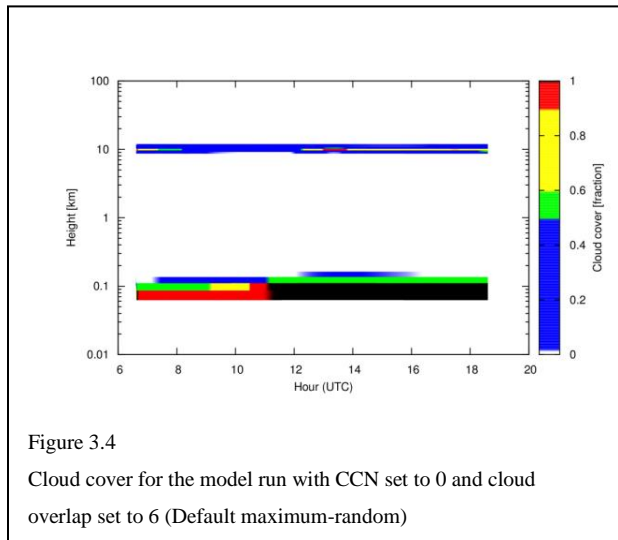 100
10
1
0.1
0.01
Height [km]
6 8 10 12 14 16 18 20
Hour (UTC)
1
0.8
0.6
0.4
0.2
0
Cloud cover [fraction]
Figure 3.4
Cloud cover for the model run with CCN set to 0 and cloud
overlap set to 6 (Default maximum-random)